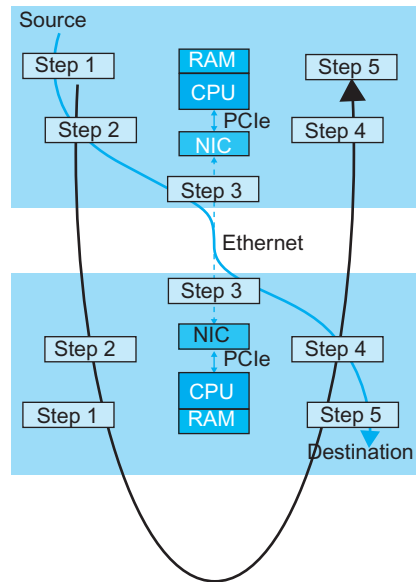 Source
Step 1
RAM
Step 5
CPU
PCIe
Step 2
Step 4
NIC
Step 3
Ethernet
Step 3
Step 2
NIC
Step 4
PCIe
CPU
Step 1
Step 5
RAM
Destination